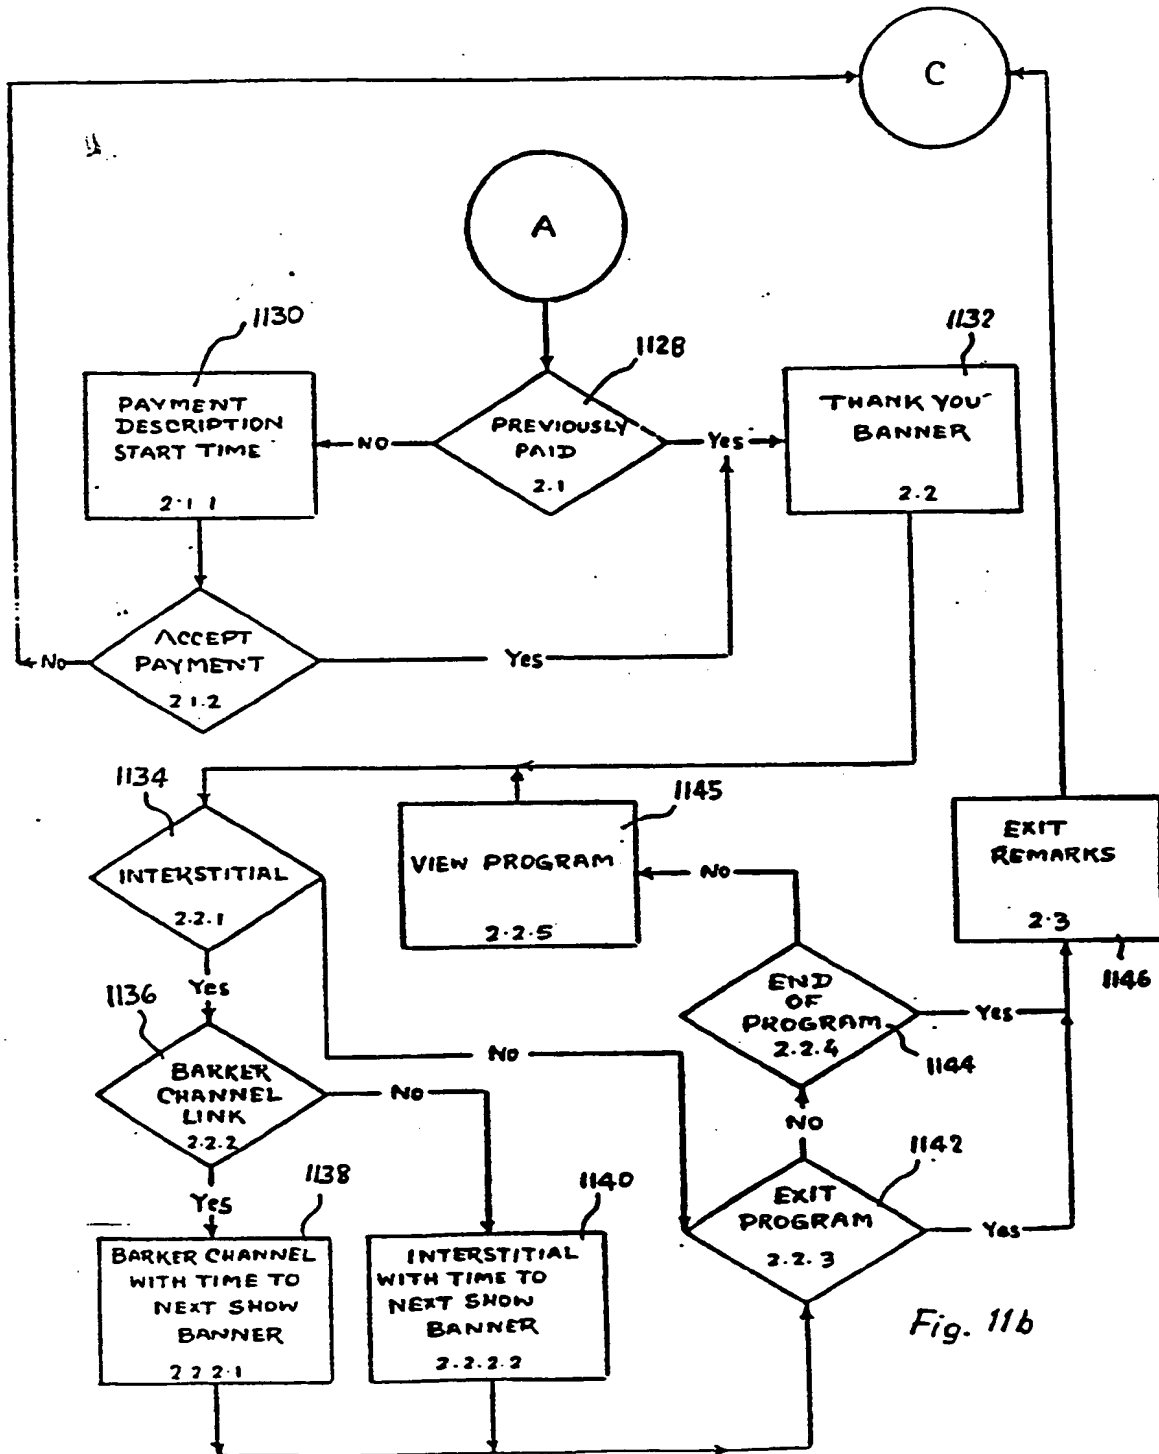 C
A
1130
1128
1132
PAYMENT
DESCRIPTION
START TIME
2.1.1
NO
PREVIOUSLY
PAID
2.1
Yes
THANK YOU
BANNER
2.2
ACCEPT
PAYMENT
2.1.2
No
Yes
1134
INTERSTITIAL
2.2.1
1145
VIEW PROGRAM
2.2.5
No
EXIT
REMARKS
2.3
1146
Yes
1136
BARKER
CHANNEL
LINK
2.2.2
No
No
END
OF
PROGRAM
2.2.4
1144
Yes
NO
Yes
1138
BARKER CHANNEL
WITH TIME TO
NEXT SHOW
BANNER
2.2.2.1
1140
INTERSTITIAL
WITH TIME TO
NEXT SHOW
BANNER
2.2.2.2
1142
EXIT
PROGRAM
2.2.3
Yes
Fig. 11b